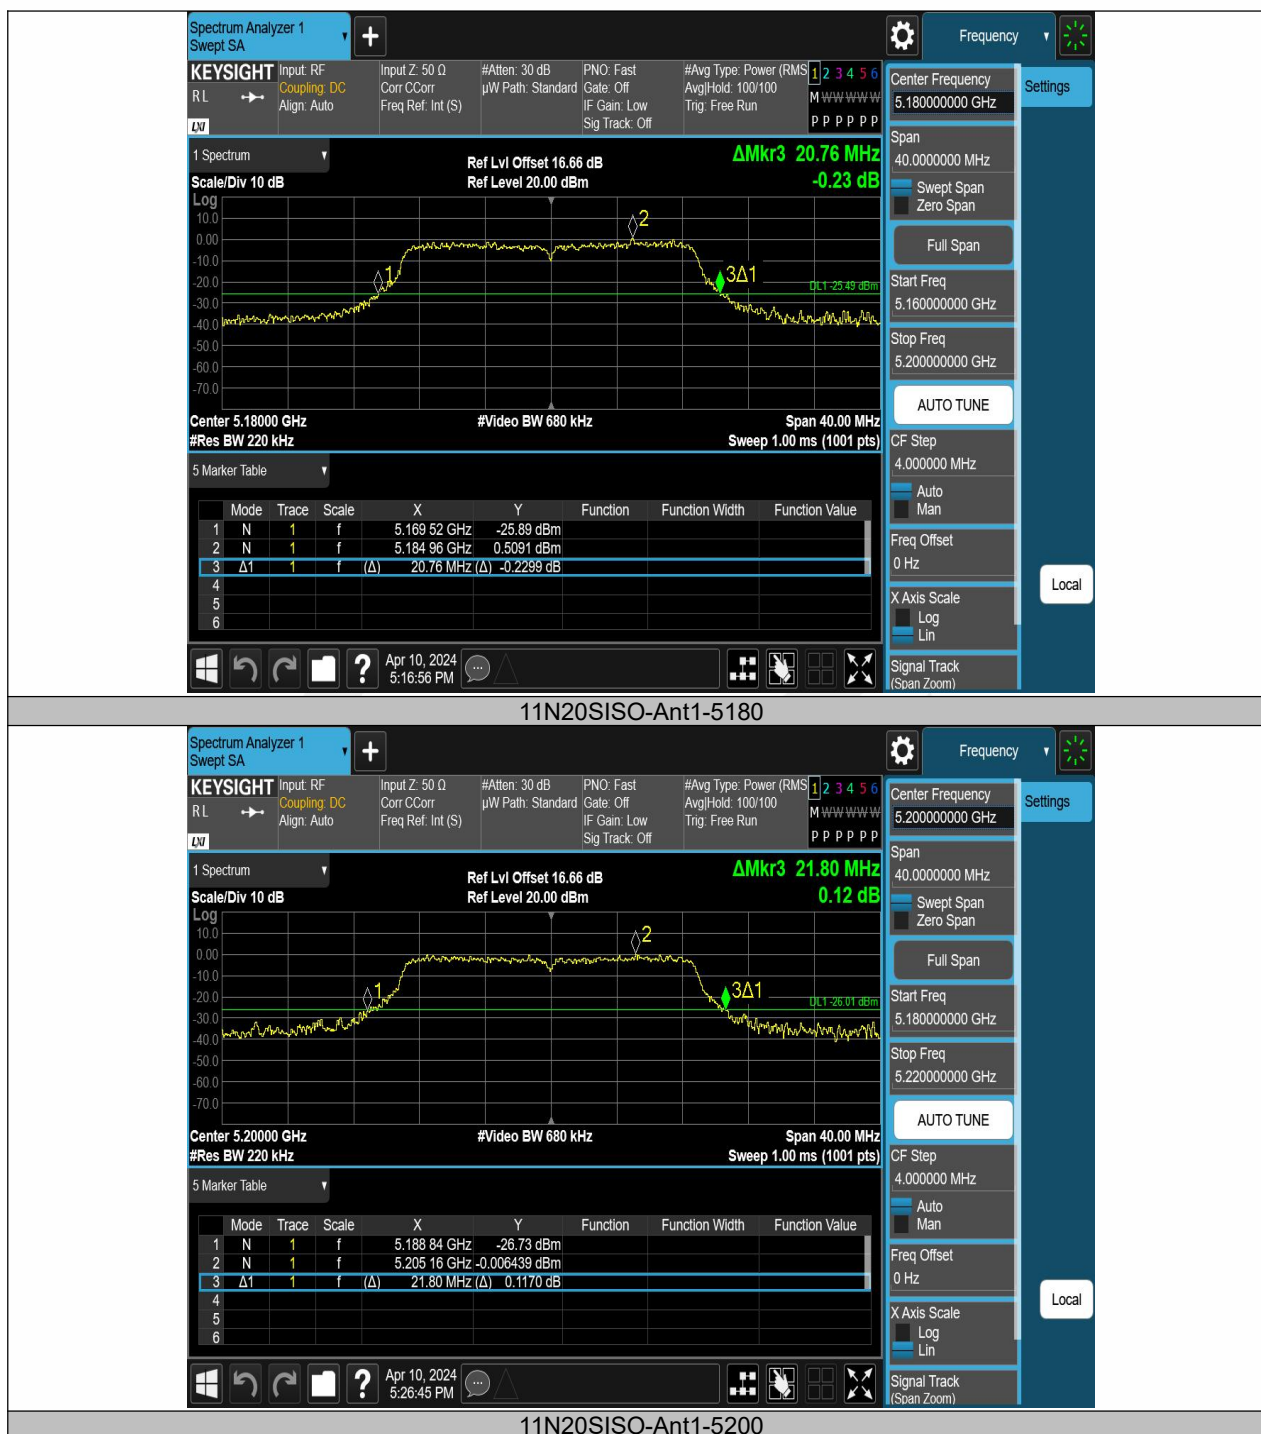 Spectrum Analyzer 1
Swept SA
+
Frequency
KEYSIGHT
RL
LXI
Input: RF
Coupling: DC
Align: Auto
Input Z: 50 Ω
Corr CCorr
Freq Ref: Int (S)
#Atten: 30 dB
µW Path: Standard
PNO: Fast
Gate: Off
IF Gain: Low
Sig Track: Off
#Avg Type: Power (RMS
Avg|Hold: 100/100
Trig: Free Run
1 2 3 4 5 6
M W W W W W
P P P P P P
Center Frequency
5.180000000 GHz
Settings
Span
40.0000000 MHz
Swept Span
Zero Span
Full Span
Start Freq
5.160000000 GHz
Stop Freq
5.200000000 GHz
AUTO TUNE
CF Step
4.000000 MHz
Auto
Man
Freq Offset
0 Hz
X Axis Scale
Log
Lin
Signal Track
(Span Zoom)
Local
1 Spectrum
Scale/Div 10 dB
Ref Lvl Offset 16.66 dB
Ref Level 20.00 dBm
ΔMkr3 20.76 MHz
-0.23 dB
Log
10.0
0.00
-10.0
-20.0
-30.0
-40.0
-50.0
-60.0
-70.0
1
2
3Δ1
DL1 -25.49 dBm
Center 5.18000 GHz
#Video BW 680 kHz
Span 40.00 MHz
#Res BW 220 kHz
Sweep 1.00 ms (1001 pts)
5 Marker Table
Mode Trace Scale X Y Function Function Width Function Value
1 N 1 f 5.169 52 GHz -25.89 dBm
2 N 1 f 5.184 96 GHz 0.5091 dBm
3 Δ1 1 f (Δ) 20.76 MHz (Δ) -0.2299 dB
4
5
6
?
Apr 10, 2024
5:16:56 PM
11N20SISO-Ant1-5180
Spectrum Analyzer 1
Swept SA
+
Frequency
KEYSIGHT
RL
LXI
Input: RF
Coupling: DC
Align: Auto
Input Z: 50 Ω
Corr CCorr
Freq Ref: Int (S)
#Atten: 30 dB
µW Path: Standard
PNO: Fast
Gate: Off
IF Gain: Low
Sig Track: Off
#Avg Type: Power (RMS
Avg|Hold: 100/100
Trig: Free Run
1 2 3 4 5 6
M W W W W W
P P P P P P
Center Frequency
5.200000000 GHz
Settings
Span
40.0000000 MHz
Swept Span
Zero Span
Full Span
Start Freq
5.180000000 GHz
Stop Freq
5.220000000 GHz
AUTO TUNE
CF Step
4.000000 MHz
Auto
Man
Freq Offset
0 Hz
X Axis Scale
Log
Lin
Signal Track
(Span Zoom)
Local
1 Spectrum
Scale/Div 10 dB
Ref Lvl Offset 16.66 dB
Ref Level 20.00 dBm
ΔMkr3 21.80 MHz
0.12 dB
Log
10.0
0.00
-10.0
-20.0
-30.0
-40.0
-50.0
-60.0
-70.0
1
2
3Δ1
DL1 -26.01 dBm
Center 5.20000 GHz
#Video BW 680 kHz
Span 40.00 MHz
#Res BW 220 kHz
Sweep 1.00 ms (1001 pts)
5 Marker Table
Mode Trace Scale X Y Function Function Width Function Value
1 N 1 f 5.188 84 GHz -26.73 dBm
2 N 1 f 5.205 16 GHz -0.006439 dBm
3 Δ1 1 f (Δ) 21.80 MHz (Δ) 0.1170 dB
4
5
6
?
Apr 10, 2024
5:26:45 PM
11N20SISO-Ant1-5200